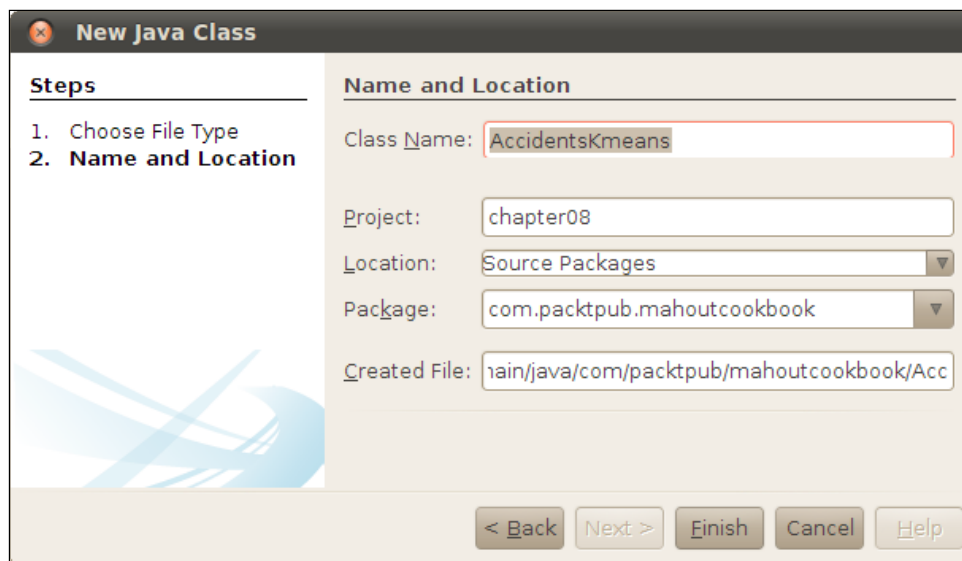 New Java Class
Steps
1. Choose File Type
2. Name and Location
Name and Location
Class Name: AccidentsKmeans
Project: chapter08
Location: Source Packages
Package: com.packtpub.mahoutcookbook
Created File: nain/java/com/packtpub/mahoutcookbook/Acc
< Back Next > Finish Cancel Help